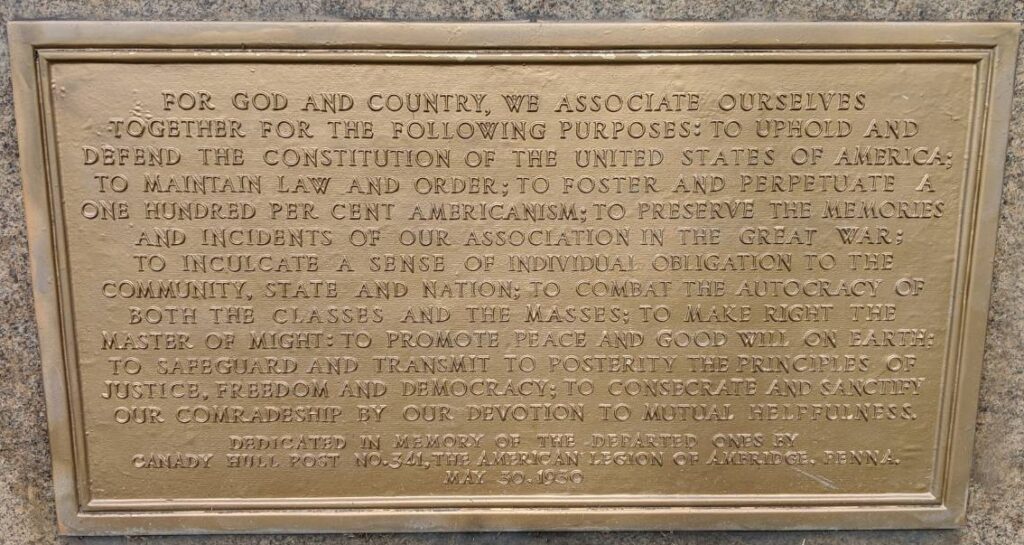 FOR GOD AND COUNTRY, WE ASSOCIATE OURSELVES
TOGETHER FOR THE FOLLOWING PURPOSES: TO UPHOLD AND
DEFEND THE CONSTITUTION OF THE UNITED STATES OF AMERICA;
TO MAINTAIN LAW AND ORDER; TO FOSTER AND PERPETUATE A
ONE HUNDRED PER CENT AMERICANISM; TO PRESERVE THE MEMORIES
AND INCIDENTS OF OUR ASSOCIATION IN THE GREAT WAR;
TO INCULCATE A SENSE OF INDIVIDUAL OBLIGATION TO THE
COMMUNITY, STATE AND NATION; TO COMBAT THE AUTOCRACY OF
BOTH THE CLASSES AND THE MASSES; TO MAKE RIGHT THE
MASTER OF MIGHT: TO PROMOTE PEACE AND GOOD WILL ON EARTH:
TO SAFEGUARD AND TRANSMIT TO POSTERITY THE PRINCIPLES OF
JUSTICE, FREEDOM AND DEMOCRACY; TO CONSECRATE AND SANCTIFY
OUR COMRADESHIP BY OUR DEVOTION TO MUTUAL HELPFULNESS.
DEDICATED IN MEMORY OF THE DEPARTED ONES BY
CANADY HULL POST NO. 341, THE AMERICAN LEGION OF AMBRIDGE, PENNA.
MAY 30, 1930